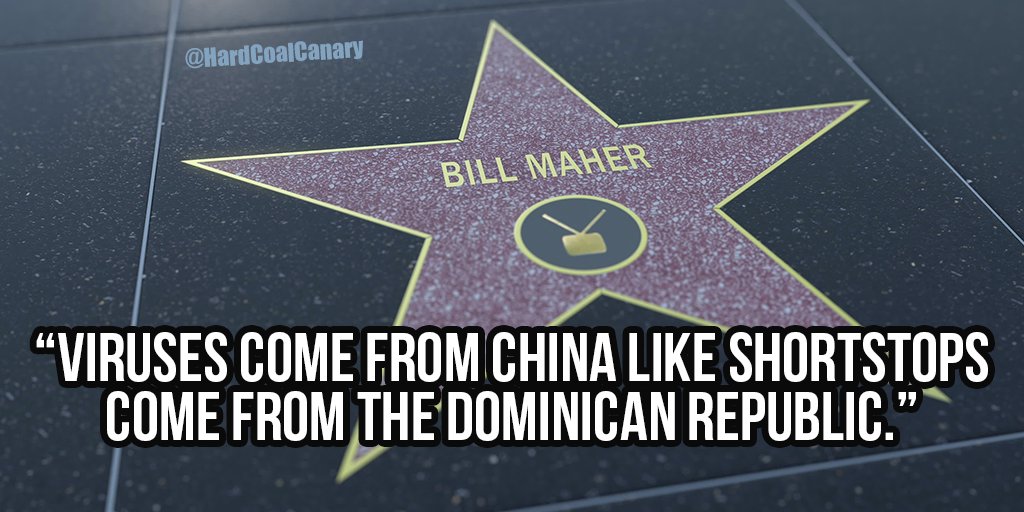 @HardCoalCanary
BILL MAHER
“VIRUSES COME FROM CHINA LIKE SHORTSTOPS
COME FROM THE DOMINICAN REPUBLIC.”